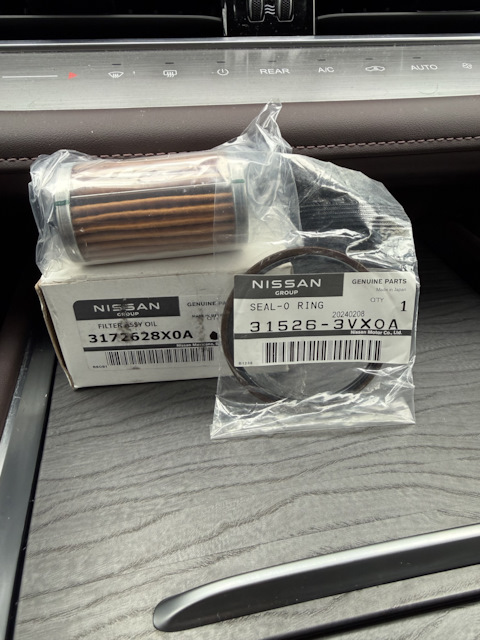 REAR
A/C
AUTO
NISSAN
GROUP
GENUINE PARTS
FILTER ASSY OIL
3172628X0A
NISSAN
GROUP
GENUINE PARTS
Made in Japan
SEAL-O RING
QTY
1
20240208
31526-3VX0A
Nissan Motor Co., Ltd.